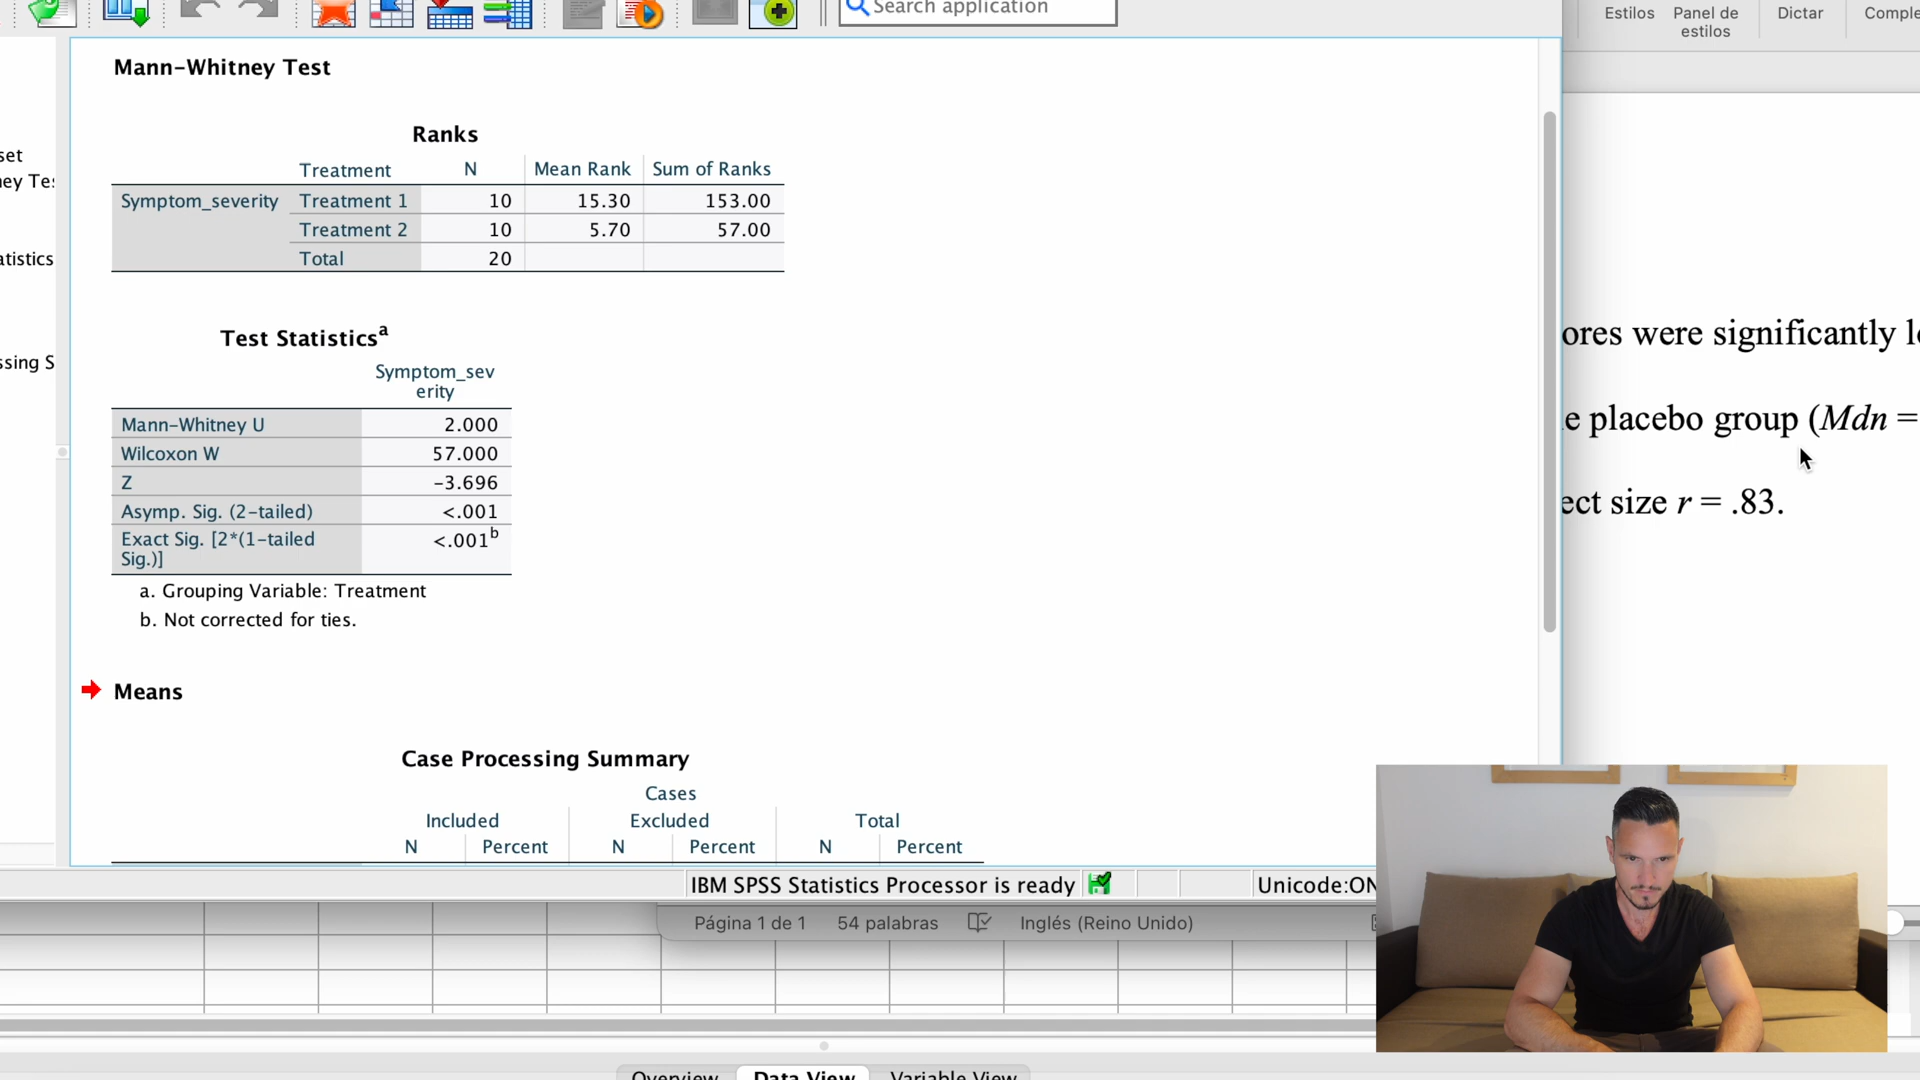 Search application
Estilos
Panel de
estilos
Dictar
Comple
set
ney Tes
atistics
ssing S
Mann-Whitney Test
Ranks
Treatment N Mean Rank Sum of Ranks
Symptom_severity Treatment 1 10 15.30 153.00
Treatment 2 10 5.70 57.00
Total 20
Test Statisticsa
Symptom_sev
erity
Mann-Whitney U 2.000
Wilcoxon W 57.000
Z -3.696
Asymp. Sig. (2-tailed) <.001
Exact Sig. [2*(1-tailed <.001b
Sig.)]
a. Grouping Variable: Treatment
b. Not corrected for ties.
Means
Case Processing Summary
Cases
Included Excluded Total
N Percent N Percent N Percent
ores were significantly lo
e placebo group (Mdn =
ect size r = .83.
IBM SPSS Statistics Processor is ready
Unicode:ON
Página 1 de 1 54 palabras Inglés (Reino Unido)
Overview Data View Variable View